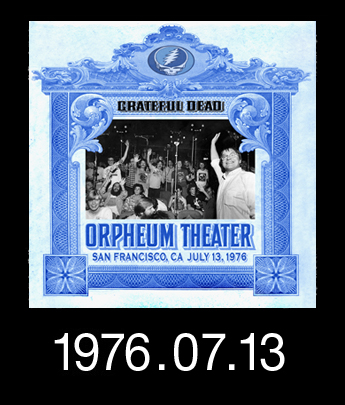 GRATEFUL DEAD
ORPHEUM THEATER
SAN FRANCISCO, CA JULY 13, 1976
1976.07.13